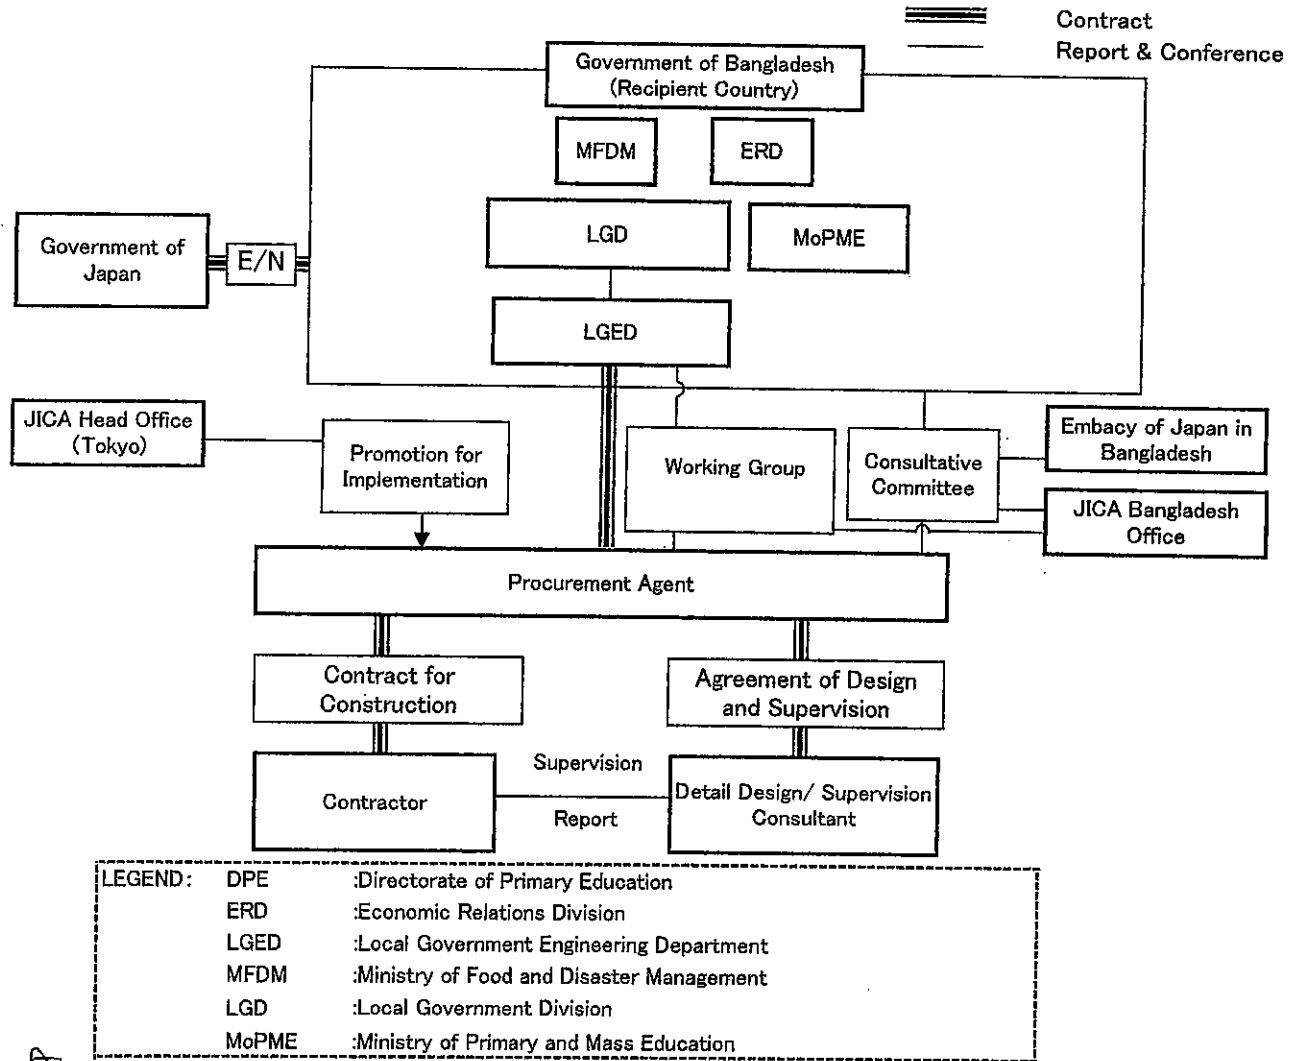 Contract
Report & Conference
Government of Bangladesh
(Recipient Country)
MFDM
ERD
LGD
MoPME
Government of
Japan
E/N
LGED
JICA Head Office
(Tokyo)
Promotion for
Implementation
Working Group
Consultative
Committee
Embacy of Japan in
Bangladesh
JICA Bangladesh
Office
Procurement Agent
Contract for
Construction
Agreement of Design
and Supervision
Contractor
Supervision
Report
Detail Design/ Supervision
Consultant
LEGEND: DPE :Directorate of Primary Education
ERD :Economic Relations Division
LGED :Local Government Engineering Department
MFDM :Ministry of Food and Disaster Management
LGD :Local Government Division
MoPME :Ministry of Primary and Mass Education